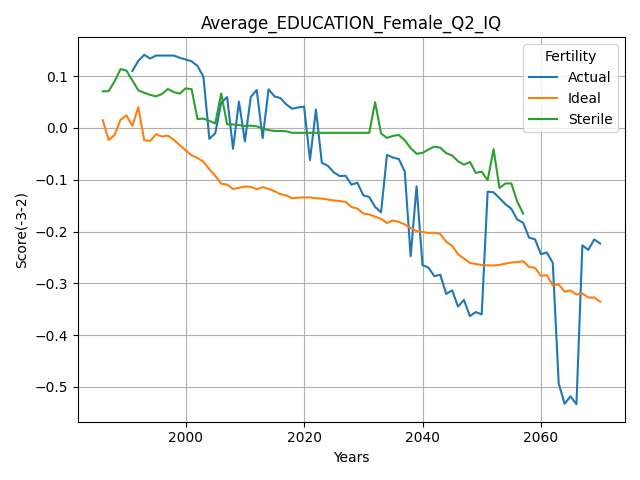 Average_EDUCATION_Female_Q2_IQ
Fertility
Actual
Ideal
Sterile
Score(-3-2)
0.1
0.0
−0.1
−0.2
−0.3
−0.4
−0.5
2000
2020
2040
2060
Years